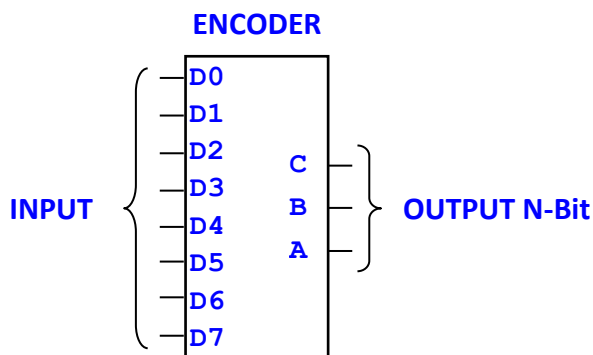 ENCODER
D0
D1
D2
D3
D4
D5
D6
D7
C
B
A
INPUT
OUTPUT N-Bit